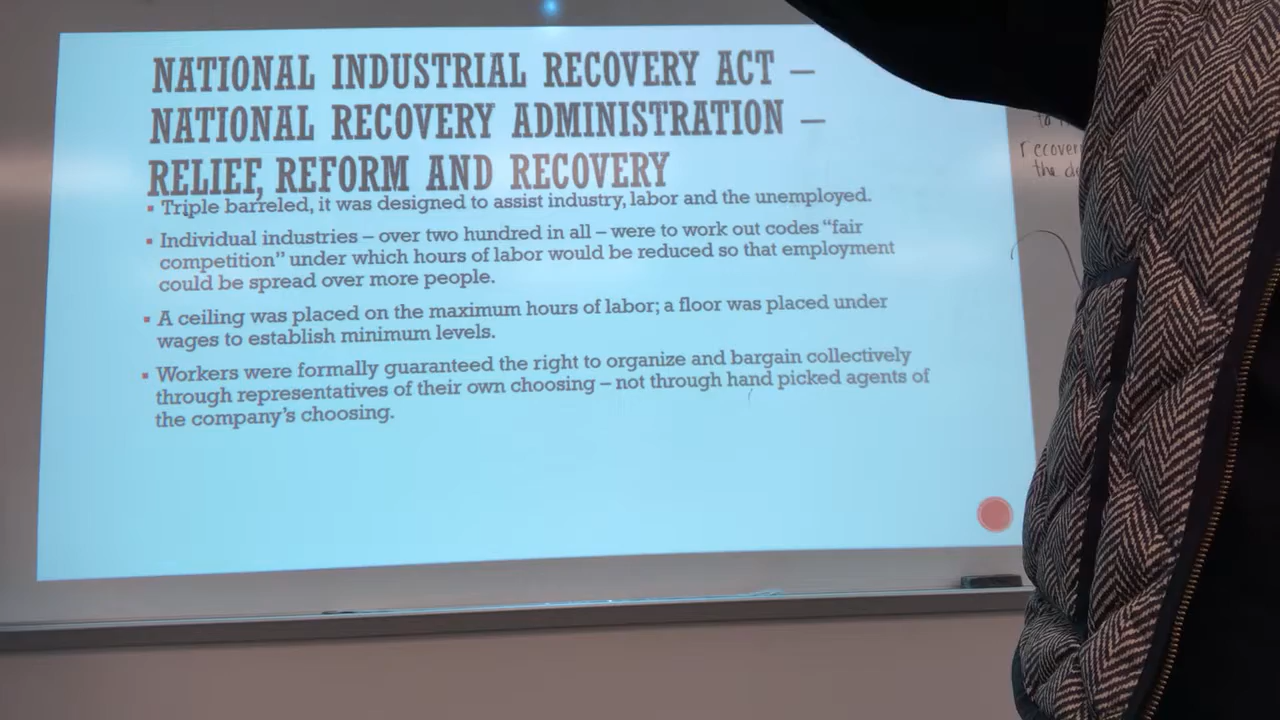 NATIONAL INDUSTRIAL RECOVERY ACT –
NATIONAL RECOVERY ADMINISTRATION –
RELIEF, REFORM AND RECOVERY
▪ Triple barreled, it was designed to assist industry, labor and the unemployed.
▪ Individual industries – over two hundred in all – were to work out codes “fair
competition” under which hours of labor would be reduced so that employment
could be spread over more people.
▪ A ceiling was placed on the maximum hours of labor; a floor was placed under
wages to establish minimum levels.
▪ Workers were formally guaranteed the right to organize and bargain collectively
through representatives of their own choosing – not through hand picked agents of
the company’s choosing.
the